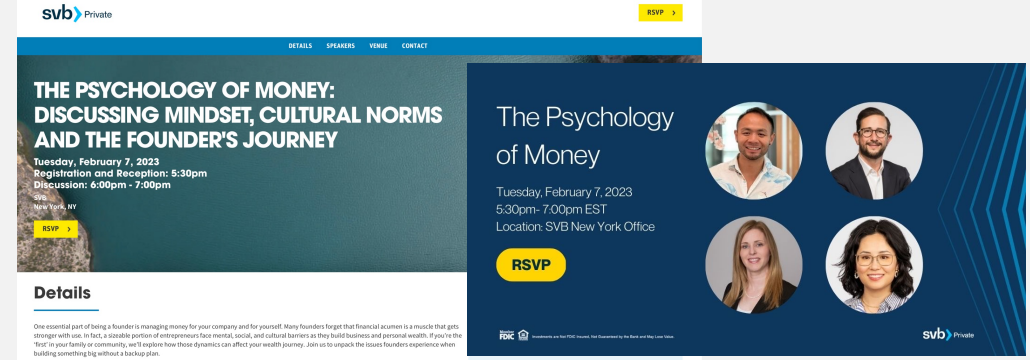 svb Private
RSVP >
DETAILS SPEAKERS VENUE CONTACT
THE PSYCHOLOGY OF MONEY:
DISCUSSING MINDSET, CULTURAL NORMS
AND THE FOUNDER'S JOURNEY
Tuesday, February 7, 2023
Registration and Reception: 5:30pm
Discussion: 6:00pm - 7:00pm
SVB
New York, NY
RSVP >
Details
One essential part of being a founder is managing money for your company and for yourself. Many founders forget that financial acumen is a muscle that gets
stronger with use. In fact, a sizeable portion of entrepreneurs face mental, social, and cultural barriers as they build business and personal wealth. If you're the
'first' in your family or community, we'll explore how those dynamics can affect your wealth journey. Join us to unpack the issues founders experience when
building something big without a backup plan.
The Psychology
of Money
Tuesday, February 7, 2023
5:30pm- 7:00pm EST
Location: SVB New York Office
RSVP
Member
FDIC
Investments are Not FDIC Insured, Not Guaranteed by the Bank and May Lose Value
svb Private